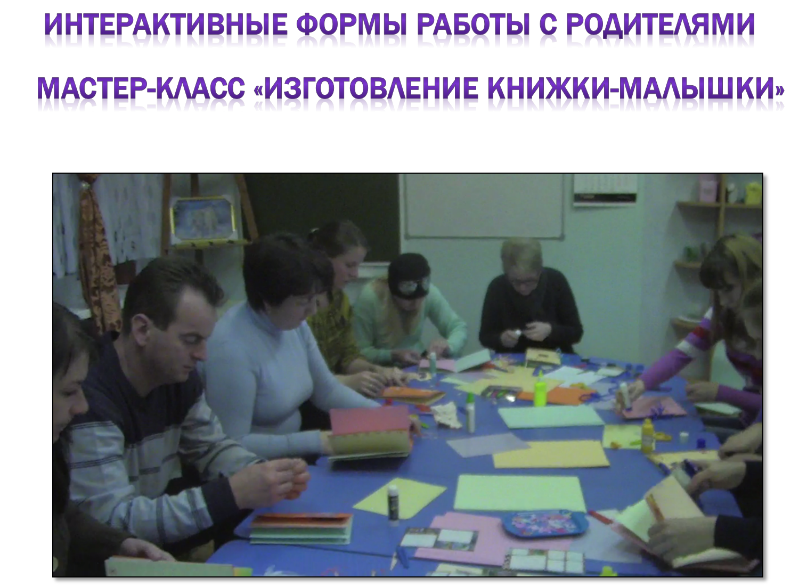 ИНТЕРАКТИВНЫЕ ФОРМЫ РАБОТЫ С РОДИТЕЛЯМИ
МАСТЕР-КЛАСС «ИЗГОТОВЛЕНИЕ КНИЖКИ-МАЛЫШКИ»